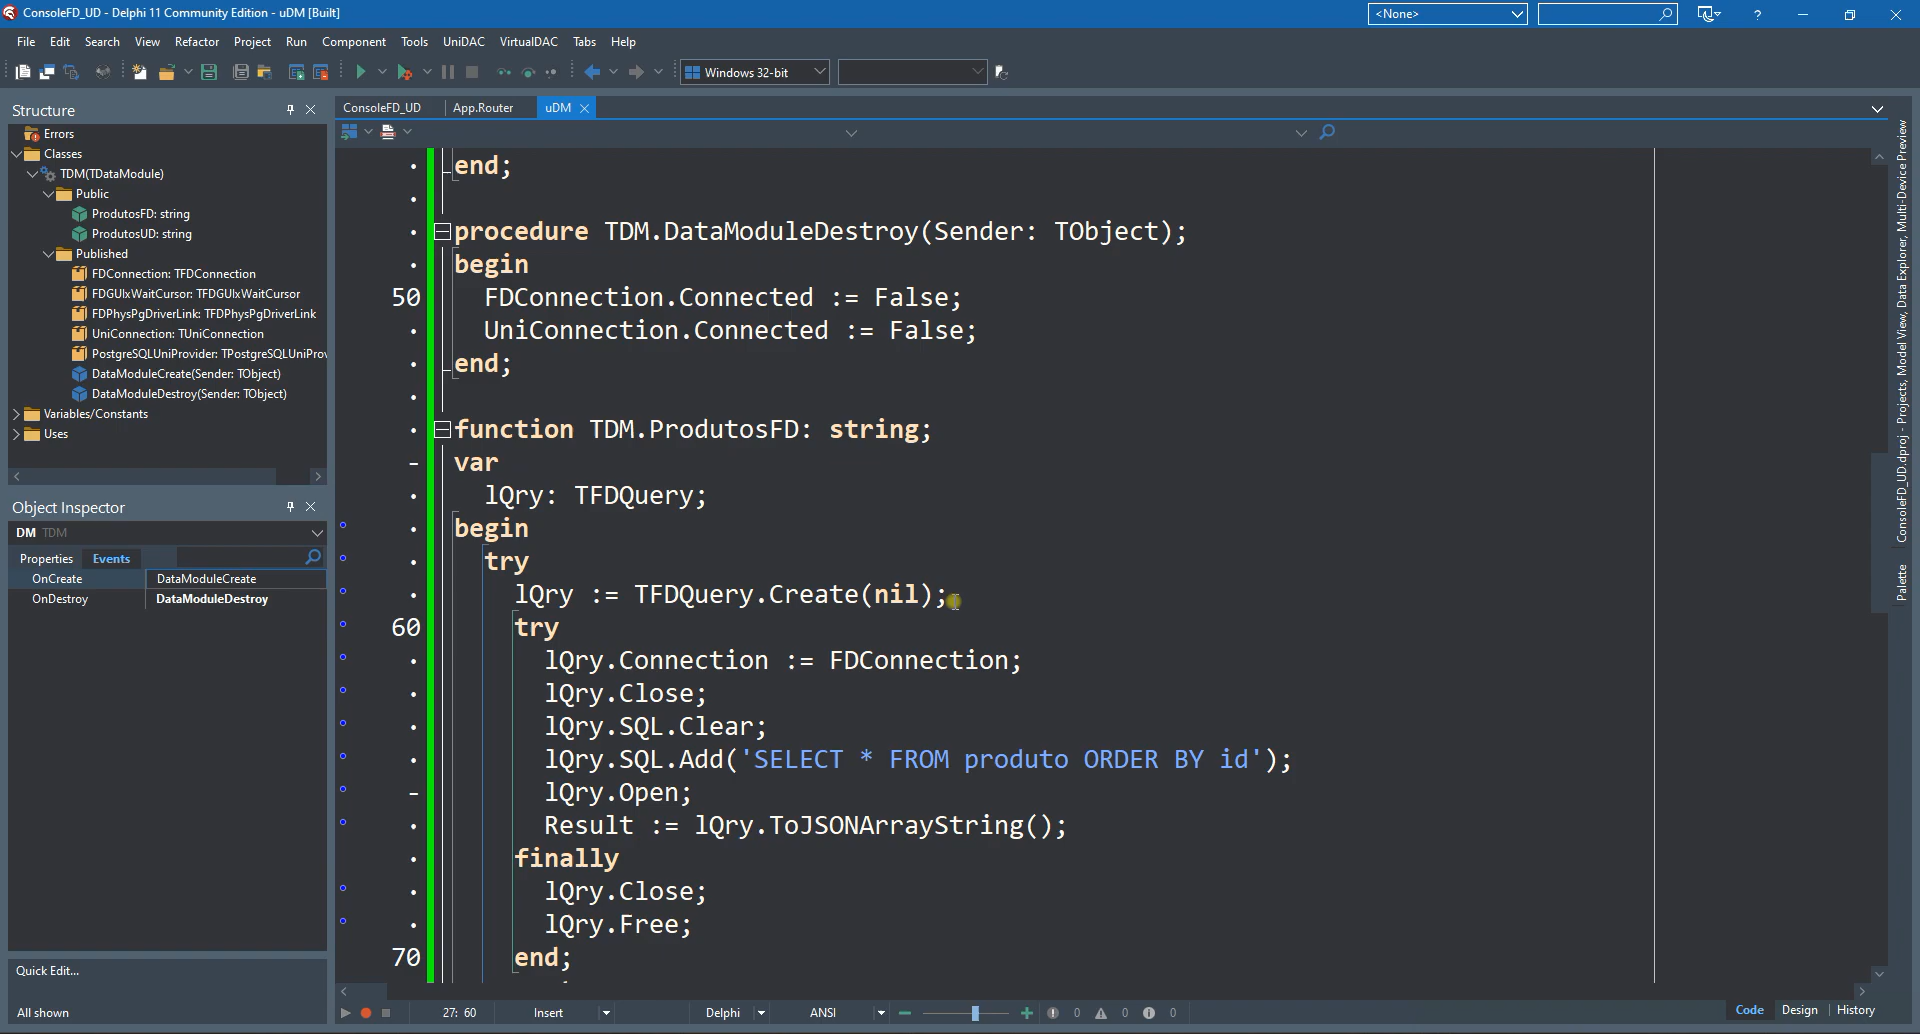 ConsoleFD_UD - Delphi 11 Community Edition - uDM [Built]
<None>
File Edit Search View Refactor Project Run Component Tools UniDAC VirtualDAC Tabs Help
Windows 32-bit
Structure
Errors
Classes
TDM(TDataModule)
Public
ProdutosFD: string
ProdutosUD: string
Published
FDConnection: TFDConnection
FDGUIxWaitCursor: TFDGUIxWaitCursor
FDPhysPgDriverLink: TFDPhysPgDriverLink
UniConnection: TUniConnection
PostgreSQLUniProvider: TPostgreSQLUniProv
DataModuleCreate(Sender: TObject)
DataModuleDestroy(Sender: TObject)
Variables/Constants
Uses
Object Inspector
DM TDM
Properties Events
OnCreate DataModuleCreate
OnDestroy DataModuleDestroy
Quick Edit...
All shown
ConsoleFD_UD App.Router uDM
end;
procedure TDM.DataModuleDestroy(Sender: TObject);
begin
50 FDConnection.Connected := False;
UniConnection.Connected := False;
end;
function TDM.ProdutosFD: string;
var
lQry: TFDQuery;
begin
try
lQry := TFDQuery.Create(nil);
60 try
lQry.Connection := FDConnection;
lQry.Close;
lQry.SQL.Clear;
lQry.SQL.Add('SELECT * FROM produto ORDER BY id');
lQry.Open;
Result := lQry.ToJSONArrayString();
finally
lQry.Close;
lQry.Free;
70 end;
27: 60 Insert Delphi ANSI 0 0 0
Code Design History
ConsoleFD_UD.dproj - Projects, Model View, Data Explorer, Multi-Device Preview
Palette